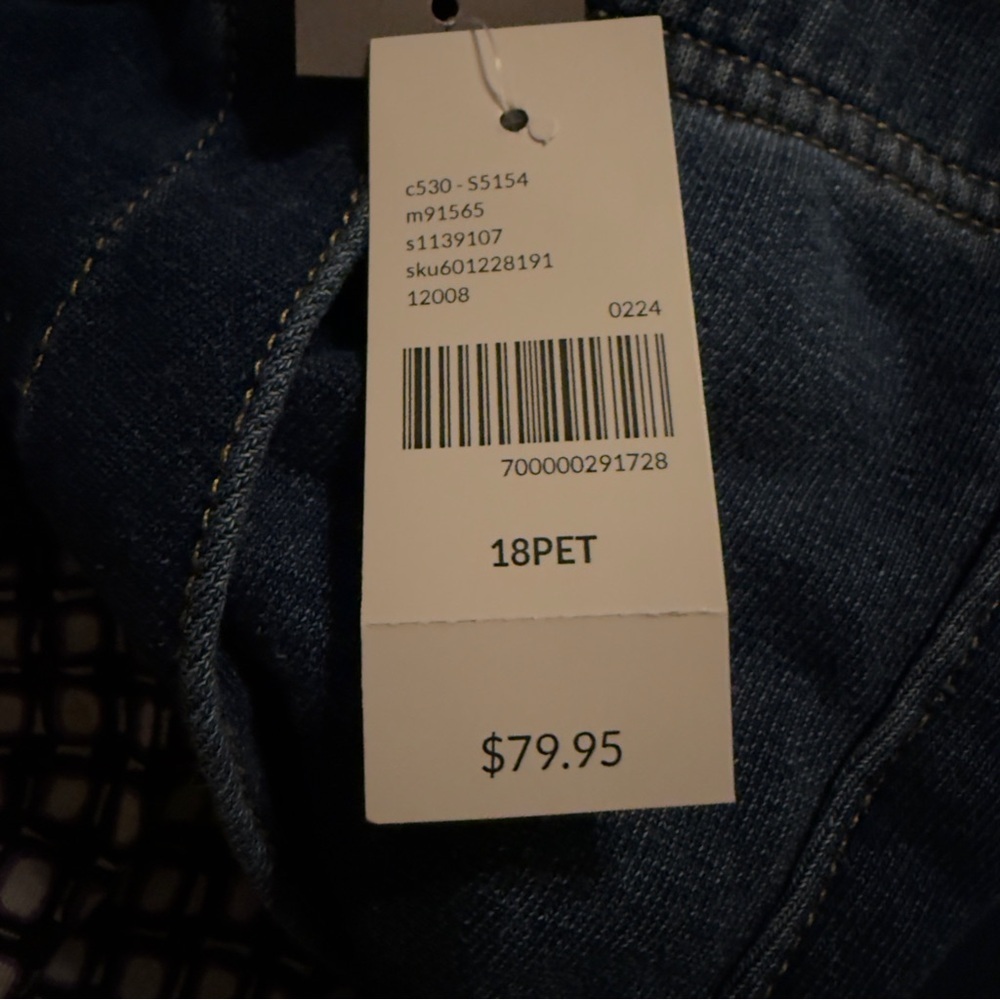 c530 - S5154
m91565
s1139107
sku601228191
12008
0224
700000291728
18PET
$79.95